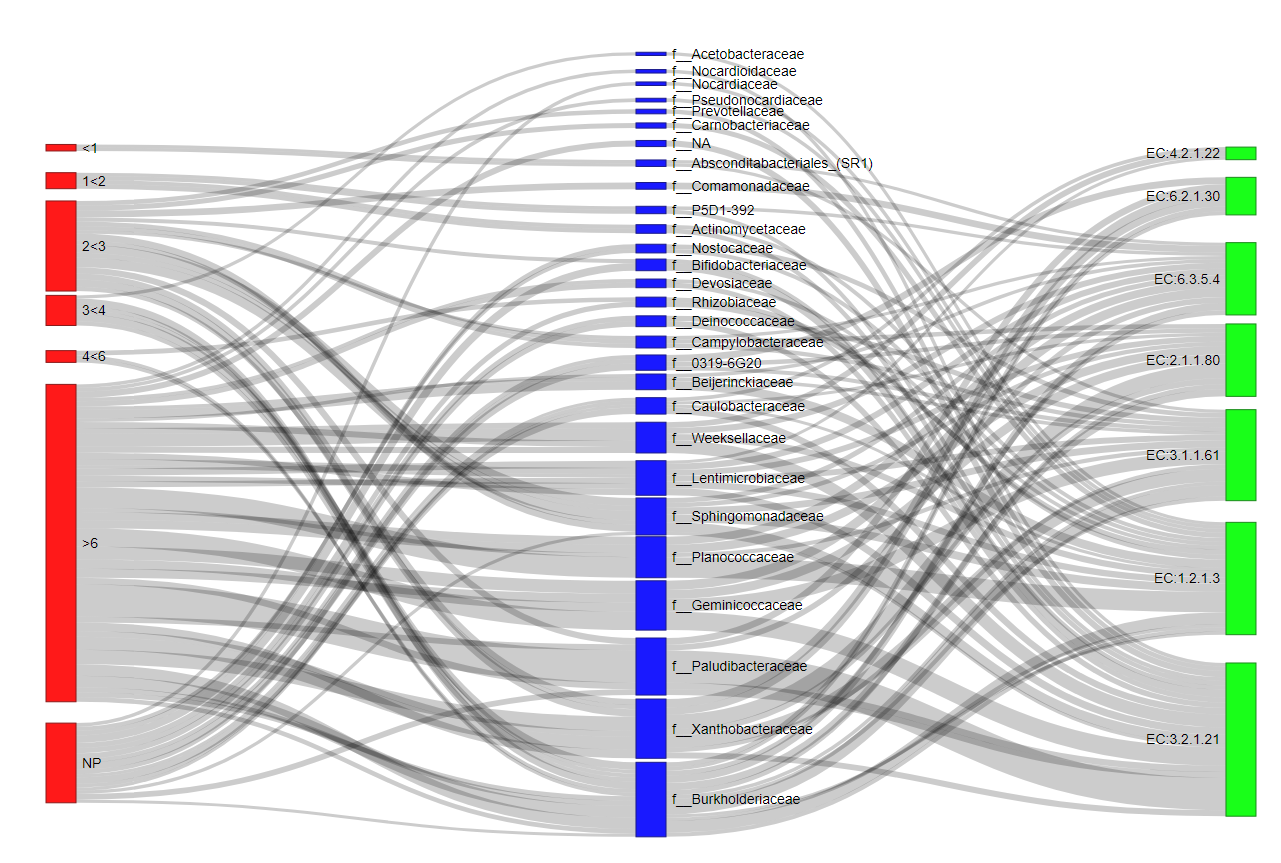 <1
1<2
2<3
3<4
4<6
>6
NP
f__Acetobacteraceae
f__Nocardioidaceae
f__Nocardiaceae
f__Pseudonocardiaceae
f__Prevotellaceae
f__Carnobacteriaceae
f__NA
f__Absconditabacteriales_(SR1)
f__Comamonadaceae
f__P5D1-392
f__Actinomycetaceae
f__Nostocaceae
f__Bifidobacteriaceae
f__Devosiaceae
f__Rhizobiaceae
f__Deinococcaceae
f__Campylobacteraceae
f__0319-6G20
f__Beijerinckiaceae
f__Caulobacteraceae
f__Weeksellaceae
f__Lentimicrobiaceae
f__Sphingomonadaceae
f__Planococcaceae
f__Geminicoccaceae
f__Paludibacteraceae
f__Xanthobacteraceae
f__Burkholderiaceae
EC:4.2.1.22
EC:6.2.1.30
EC:6.3.5.4
EC:2.1.1.80
EC:3.1.1.61
EC:1.2.1.3
EC:3.2.1.21